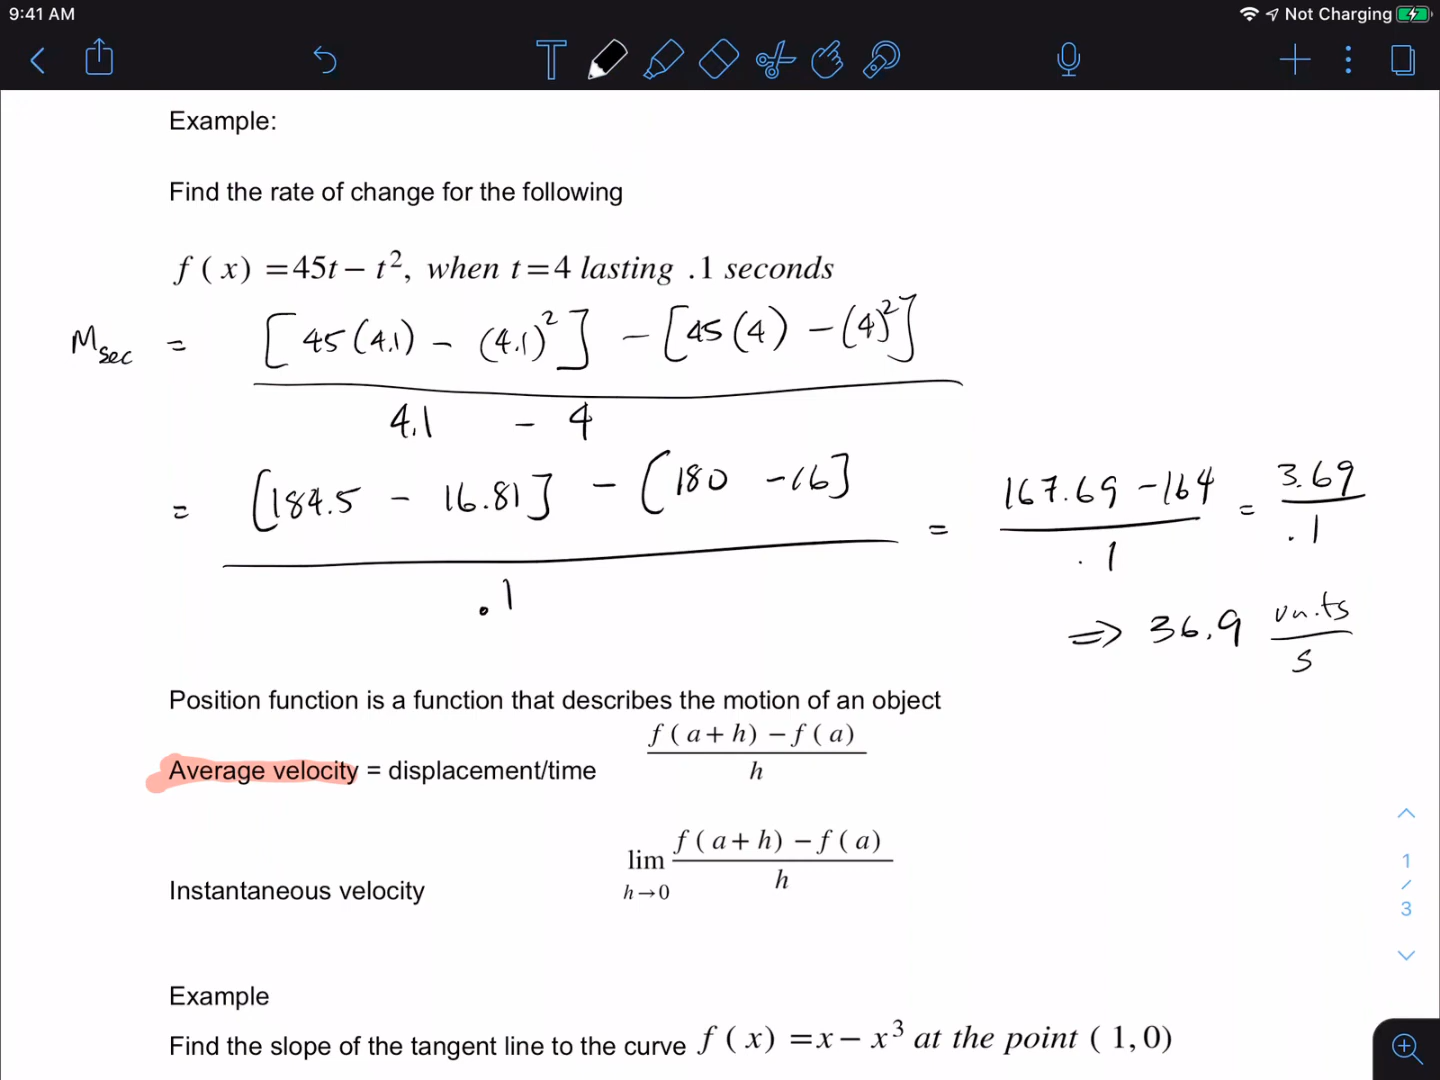 9:41 AM
Not Charging
T
Example:
Find the rate of change for the following
f ( x ) =45t − t², when t=4 lasting .1 seconds
Msec = [45(4.1) − (4.1)²] − [45(4) − (4)²]
4.1 − 4
= [184.5 − 16.81] − [180 −16] = 167.69 −164 = 3.69
.1 .1 .1
⇒ 36.9 units
s
Position function is a function that describes the motion of an object
f ( a+ h) −f ( a)
Average velocity = displacement/time
h
lim f ( a+ h) −f ( a)
h→0 h
Instantaneous velocity
1
/
3
Example
Find the slope of the tangent line to the curve f ( x ) =x− x³ at the point ( 1,0)